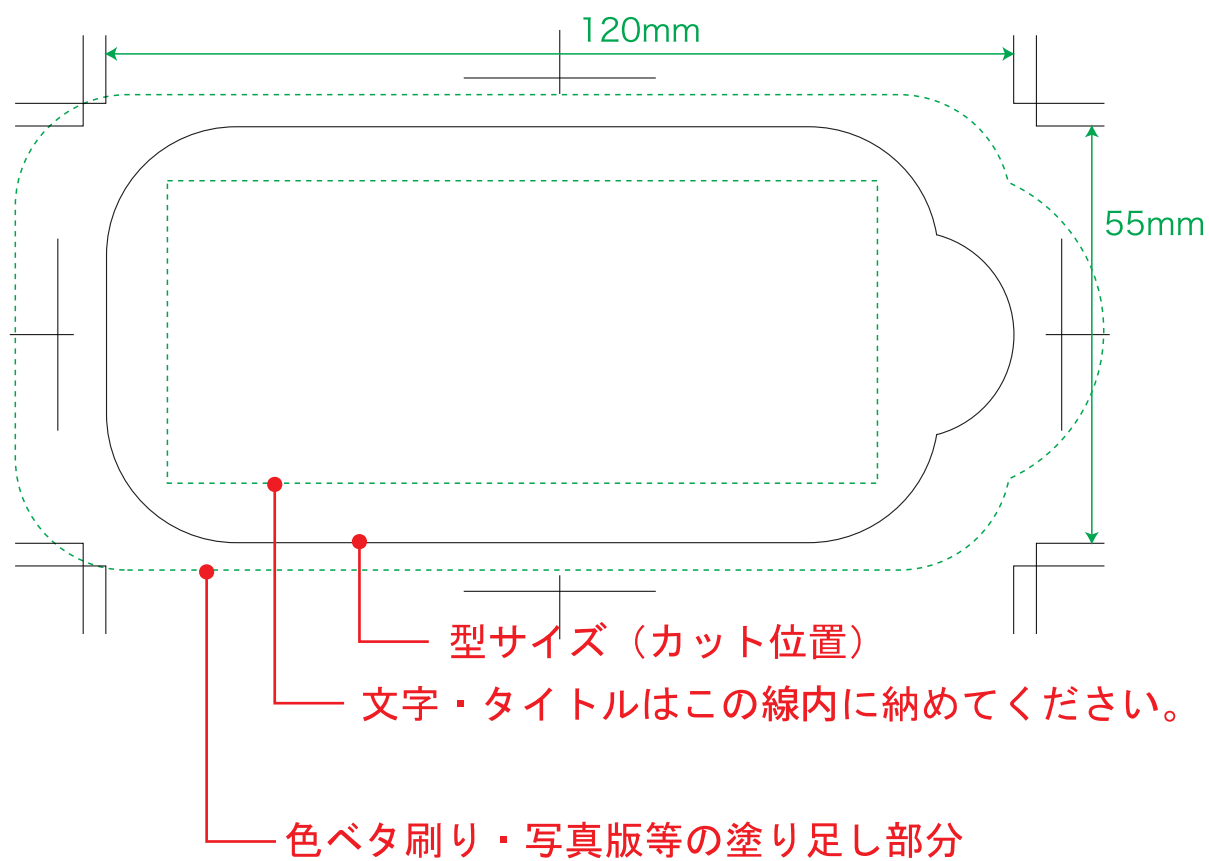 120mm
55mm
型サイズ（カット位置）
文字・タイトルはこの線内に納めてください。
色ベタ刷り・写真版等の塗り足し部分